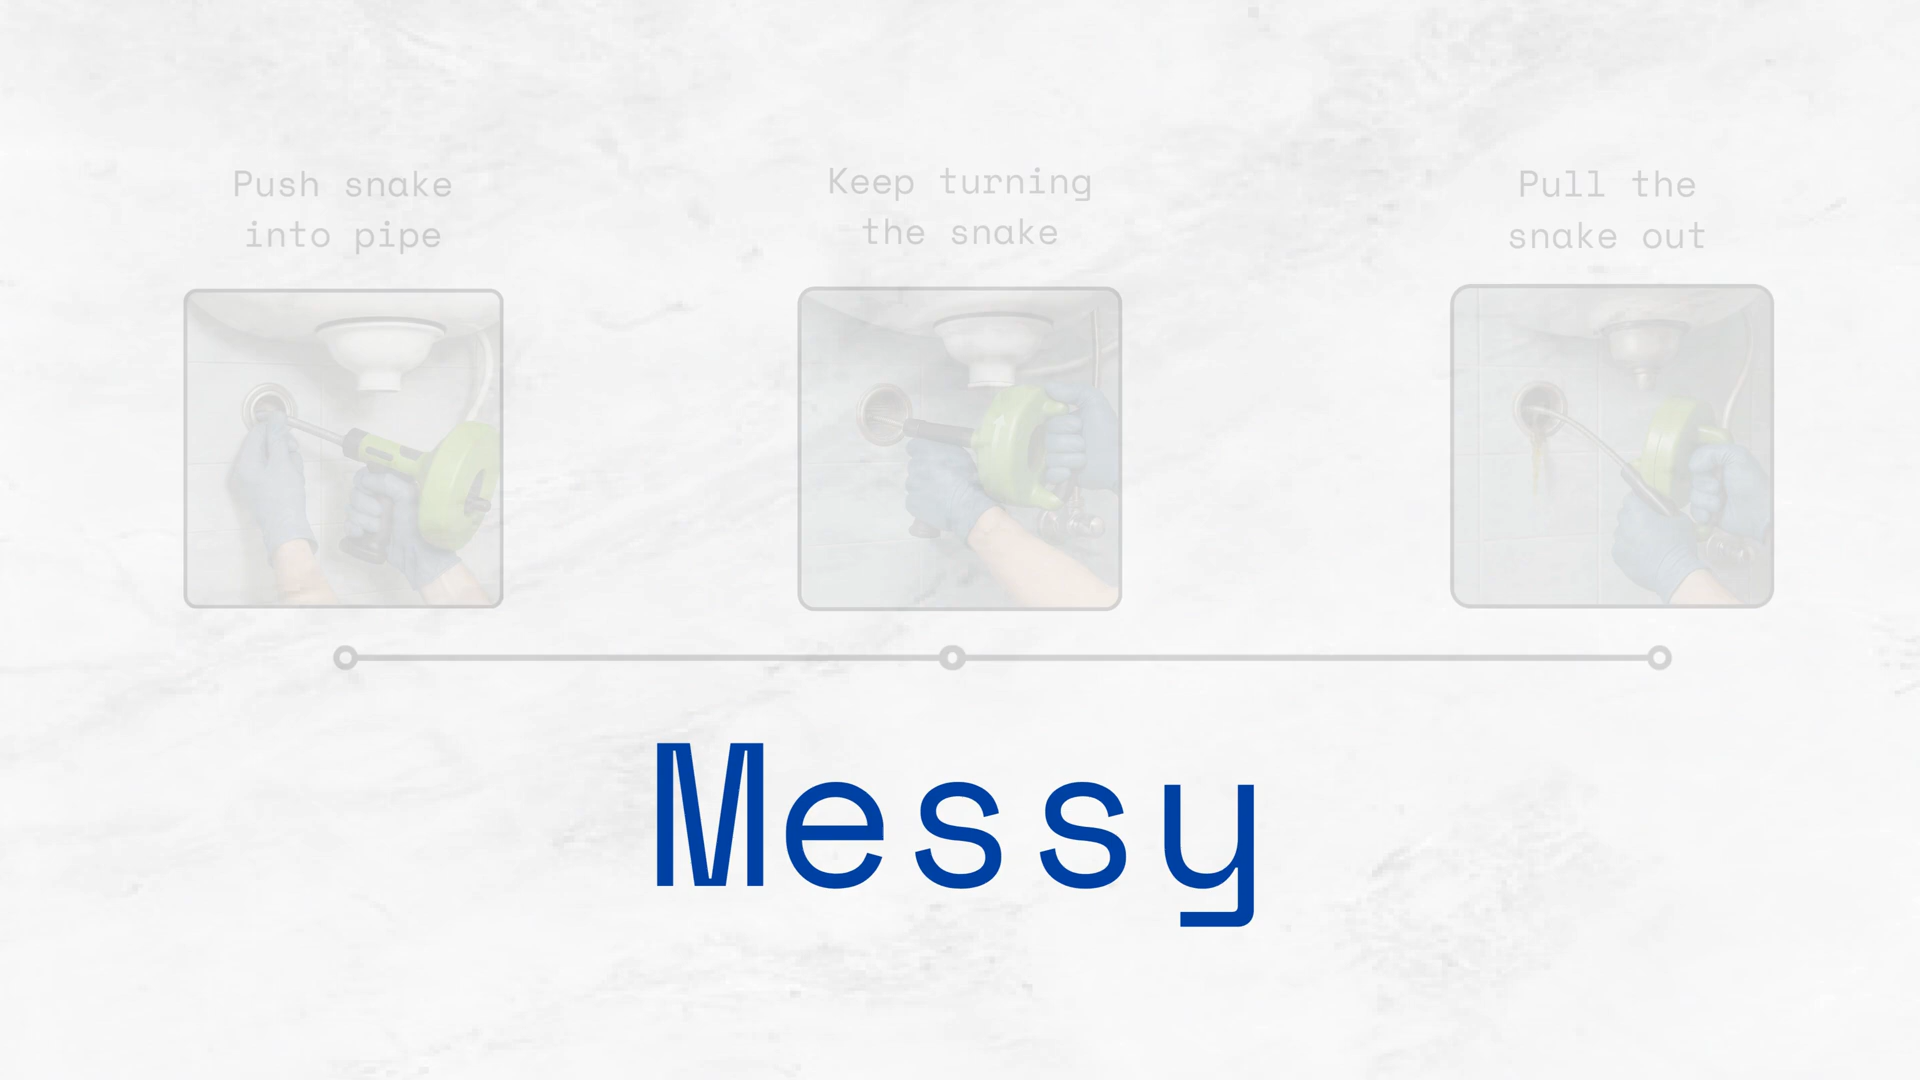 Push snake
into pipe
Keep turning
the snake
Pull the
snake out
Messy